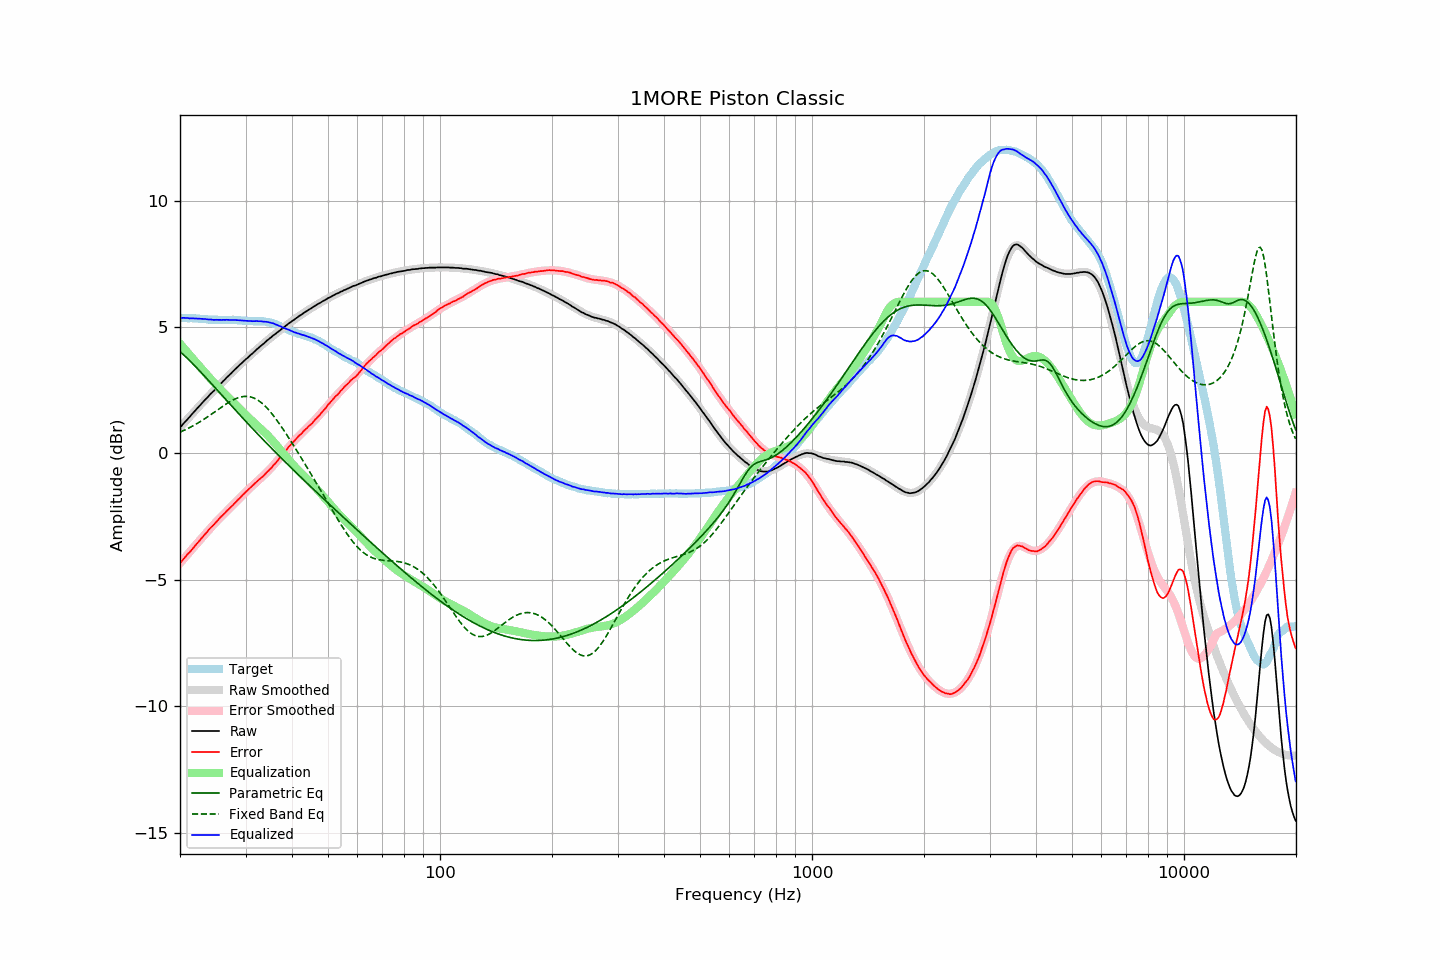 1MORE Piston Classic
Amplitude (dBr)
10
5
0
−5
−10
−15
Target
Raw Smoothed
Error Smoothed
Raw
Error
Equalization
Parametric Eq
Fixed Band Eq
Equalized
100
1000
10000
Frequency (Hz)